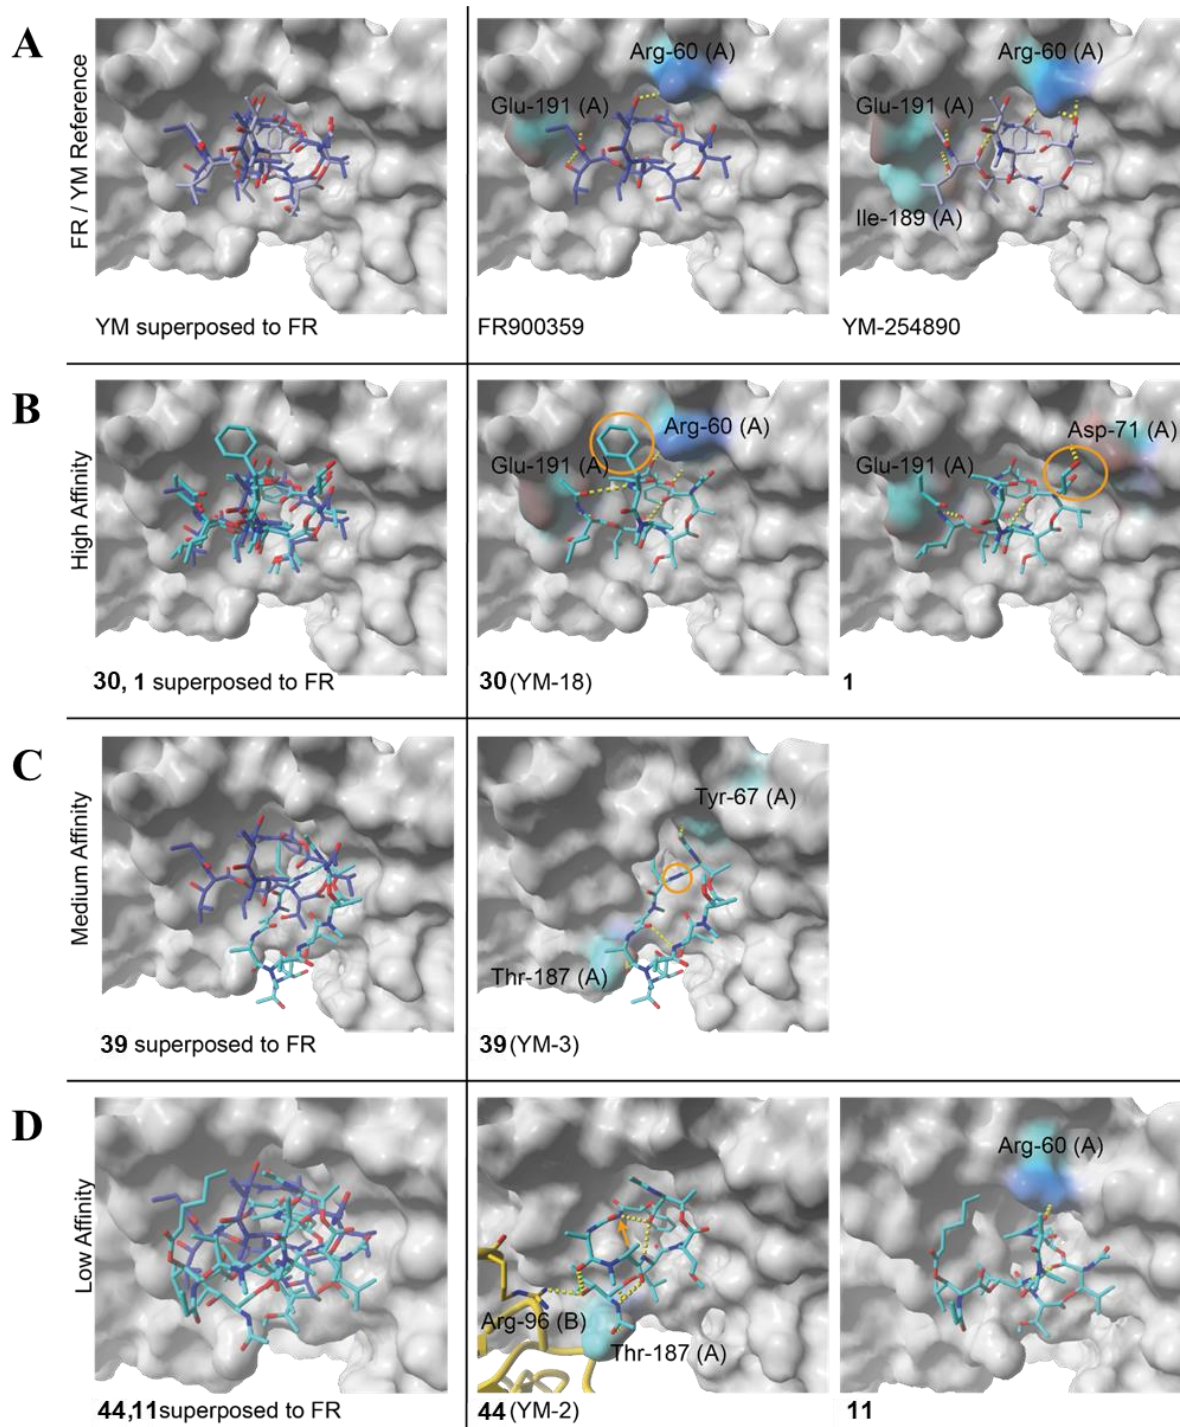 A
FR / YM Reference
Arg-60 (A)
Glu-191 (A)
Arg-60 (A)
Glu-191 (A)
Ile-189 (A)
YM superposed to FR
FR900359
YM-254890
B
High Affinity
Arg-60 (A)
Glu-191 (A)
Asp-71 (A)
Glu-191 (A)
30, 1 superposed to FR
30 (YM-18)
1
C
Medium Affinity
Tyr-67 (A)
Thr-187 (A)
39 superposed to FR
39 (YM-3)
D
Low Affinity
Arg-96 (B)
Thr-187 (A)
Arg-60 (A)
44,11 superposed to FR
44 (YM-2)
11